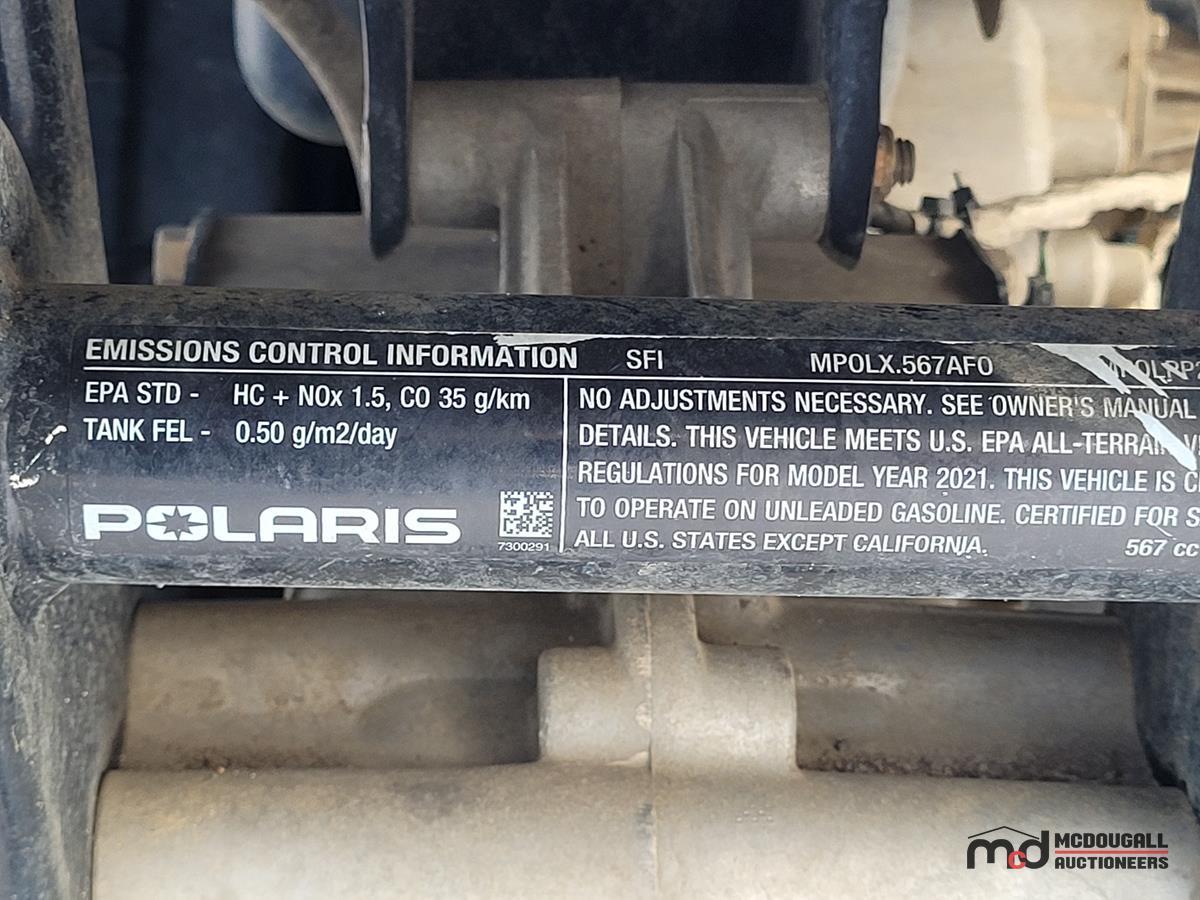 EMISSIONS CONTROL INFORMATION SFI MPOLX.567AFO
EPA STD - HC + NOx 1.5, CO 35 g/km
TANK FEL - 0.50 g/m2/day
POLARIS
7300291
NO ADJUSTMENTS NECESSARY. SEE OWNER'S MANUAL
DETAILS. THIS VEHICLE MEETS U.S. EPA ALL-TERRAIN
REGULATIONS FOR MODEL YEAR 2021. THIS VEHICLE IS
TO OPERATE ON UNLEADED GASOLINE. CERTIFIED FOR
ALL U.S. STATES EXCEPT CALIFORNIA. 567 cc
mcd MCDOUGALL
AUCTIONEERS